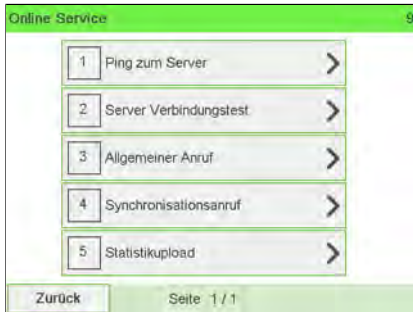 Online Service 9
1 Ping zum Server
2 Server Verbindungstest
3 Allgemeiner Anruf
4 Synchronisationsanruf
5 Statistikupload
Zurück Seite 1 / 1